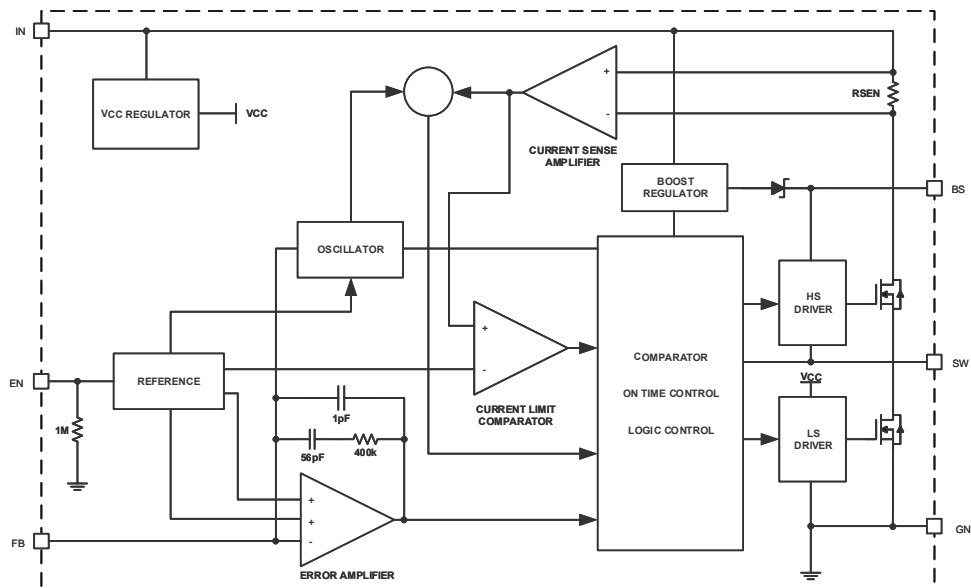 IN
VCC REGULATOR
VCC
+
-
CURRENT SENSE
AMPLIFIER
RSEN
BOOST
REGULATOR
BS
OSCILLATOR
HS
DRIVER
+
-
CURRENT LIMIT
COMPARATOR
COMPARATOR
ON TIME CONTROL
LOGIC CONTROL
SW
VCC
EN
REFERENCE
1M
1pF
56pF
400k
LS
DRIVER
+
+
-
ERROR AMPLIFIER
FB
GN